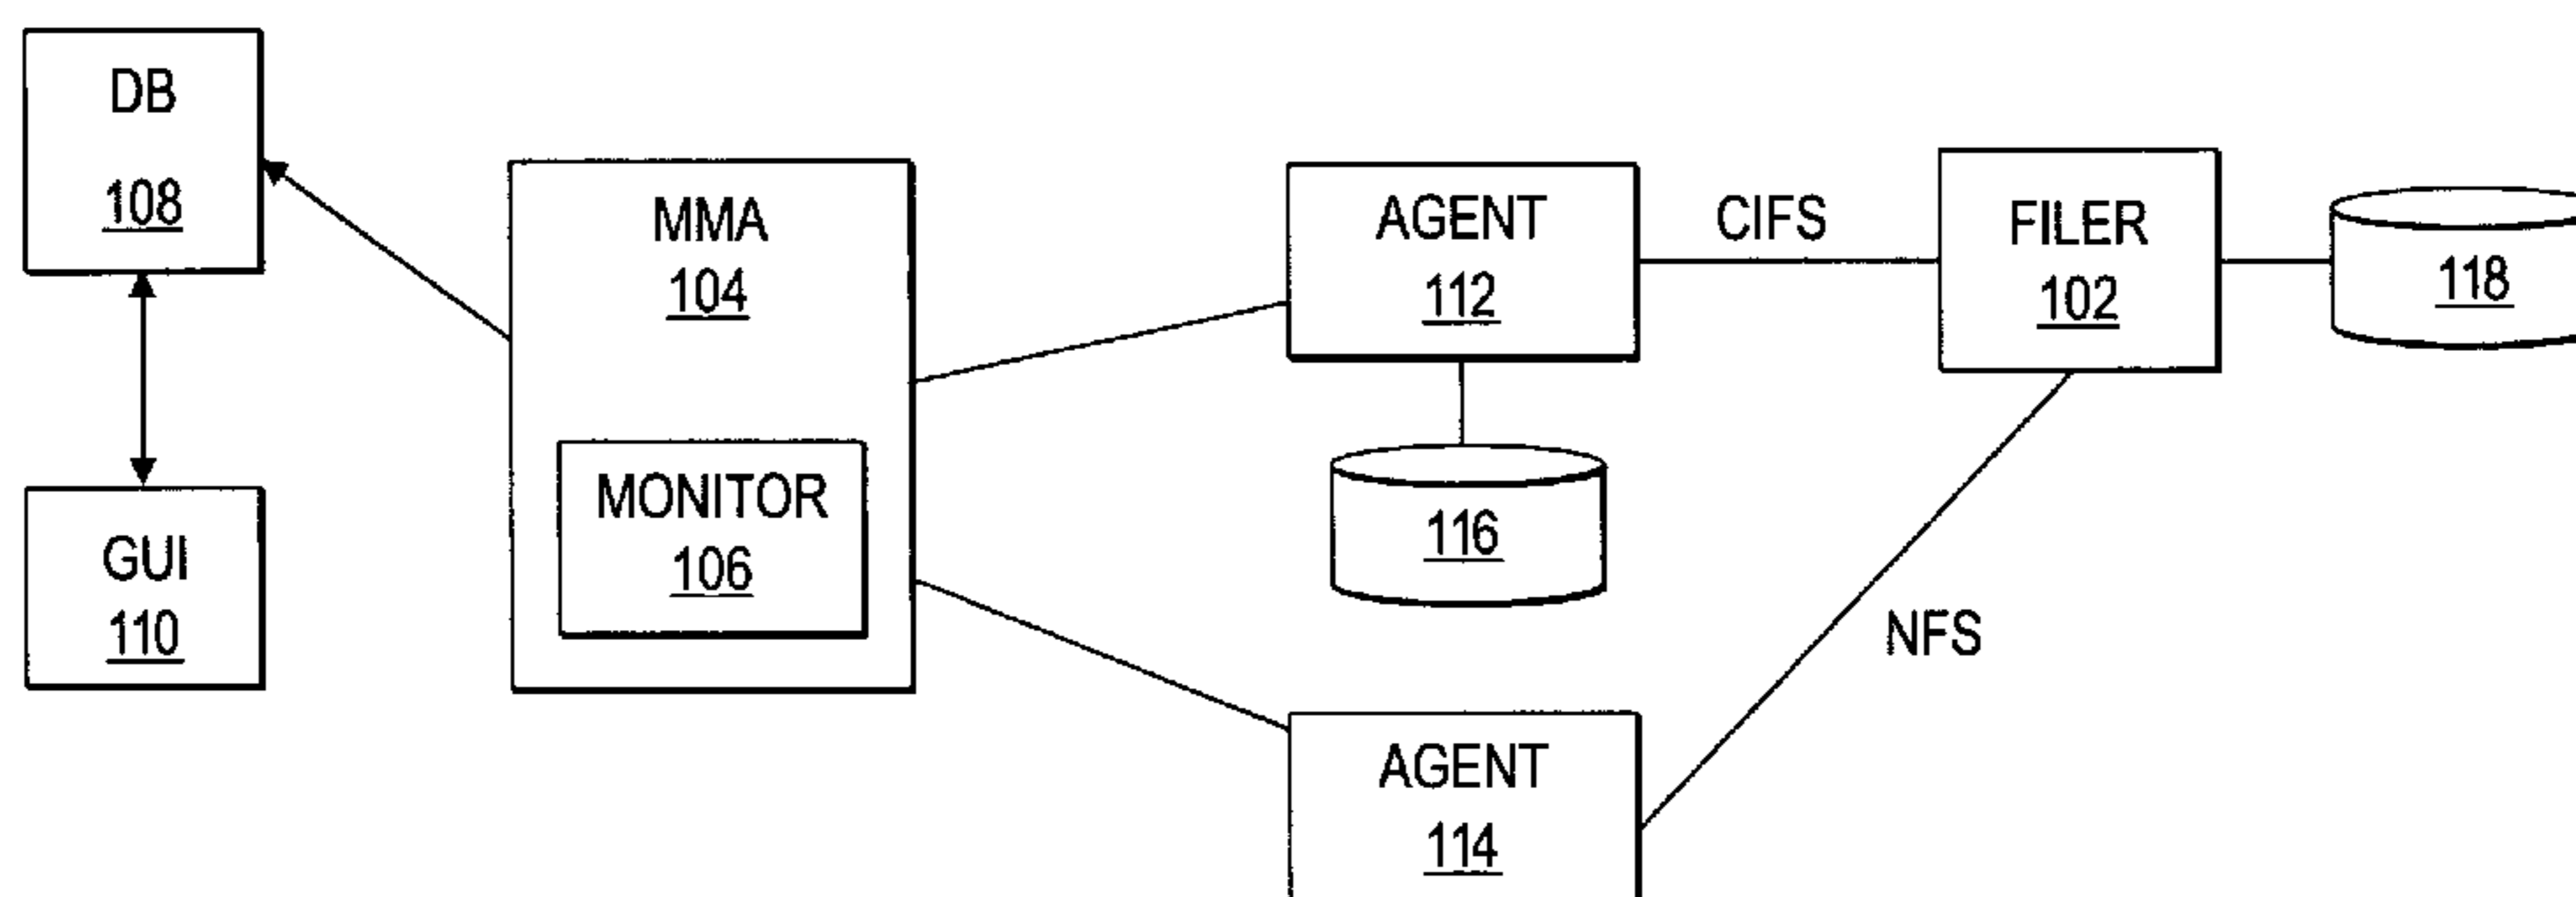 DB
108
MMA
104
MONITOR
106
GUI
110
AGENT
112
CIFS
FILER
102
118
116
NFS
AGENT
114